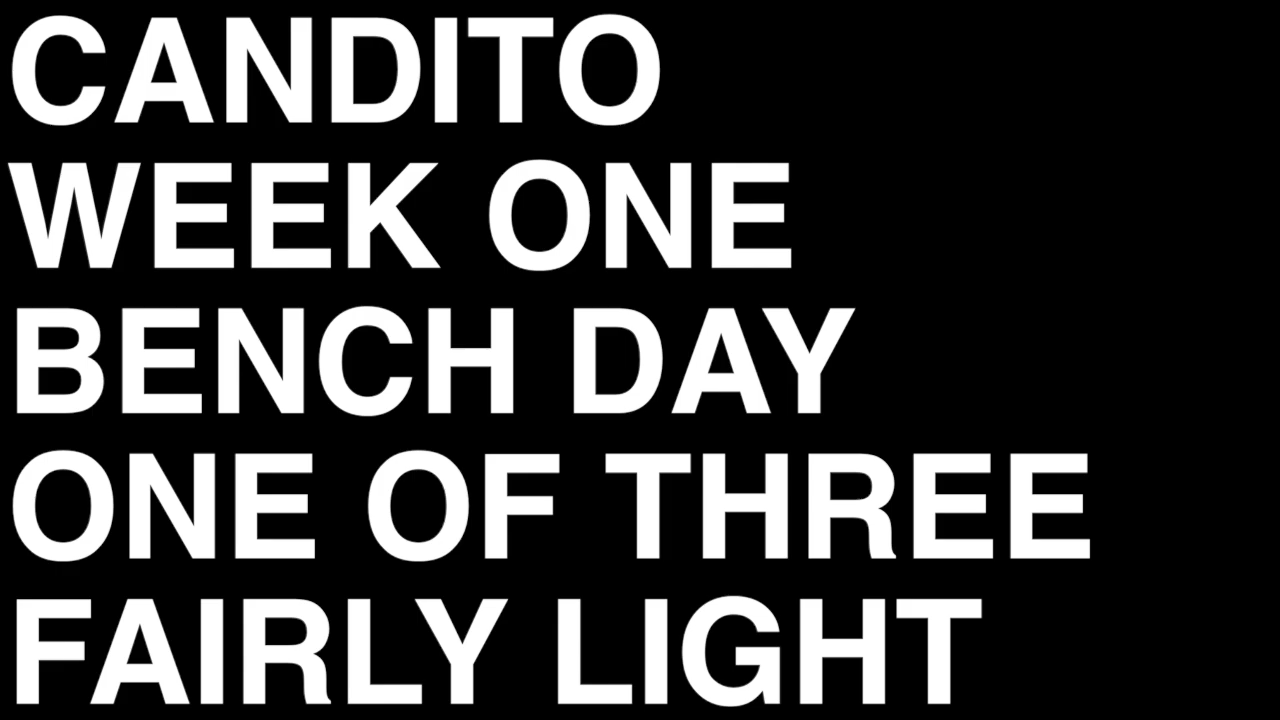 CANDITO
WEEK ONE
BENCH DAY
ONE OF THREE
FAIRLY LIGHT